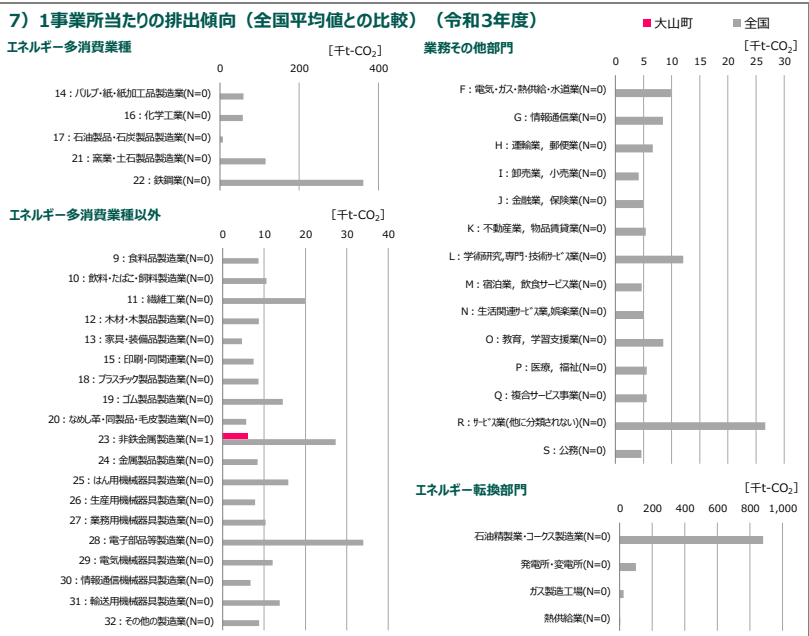 7）1事業所当たりの排出傾向（全国平均値との比較）（令和3年度）
■大山町 ■全国
エネルギー多消費業種
[千t-CO₂]
0 200 400
14：パルプ･紙･紙加工品製造業(N=0)
16：化学工業(N=0)
17：石油製品･石炭製品製造業(N=0)
21：窯業･土石製品製造業(N=0)
22：鉄鋼業(N=0)
エネルギー多消費業種以外
[千t-CO₂]
0 10 20 30 40
9：食料品製造業(N=0)
10：飲料･たばこ･飼料製造業(N=0)
11：繊維工業(N=0)
12：木材･木製品製造業(N=0)
13：家具･装備品製造業(N=0)
15：印刷･同関連業(N=0)
18：プラスチック製品製造業(N=0)
19：ゴム製品製造業(N=0)
20：なめし革･同製品･毛皮製造業(N=0)
23：非鉄金属製造業(N=1)
24：金属製品製造業(N=0)
25：はん用機械器具製造業(N=0)
26：生産用機械器具製造業(N=0)
27：業務用機械器具製造業(N=0)
28：電子部品等製造業(N=0)
29：電気機械器具製造業(N=0)
30：情報通信機械器具製造業(N=0)
31：輸送用機械器具製造業(N=0)
32：その他の製造業(N=0)
業務その他部門
[千t-CO₂]
0 5 10 15 20 25 30
F：電気･ガス･熱供給･水道業(N=0)
G：情報通信業(N=0)
H：運輸業，郵便業(N=0)
I：卸売業，小売業(N=0)
J：金融業，保険業(N=0)
K：不動産業，物品賃貸業(N=0)
L：学術研究,専門･技術ｻｰﾋﾞｽ業(N=0)
M：宿泊業，飲食サービス業(N=0)
N：生活関連ｻｰﾋﾞｽ業,娯楽業(N=0)
O：教育，学習支援業(N=0)
P：医療，福祉(N=0)
Q：複合サービス事業(N=0)
R：ｻｰﾋﾞｽ業(他に分類されない)(N=0)
S：公務(N=0)
エネルギー転換部門
[千t-CO₂]
0 200 400 600 800 1,000
石油精製業・コークス製造業(N=0)
発電所・変電所(N=0)
ガス製造工場(N=0)
熱供給業(N=0)